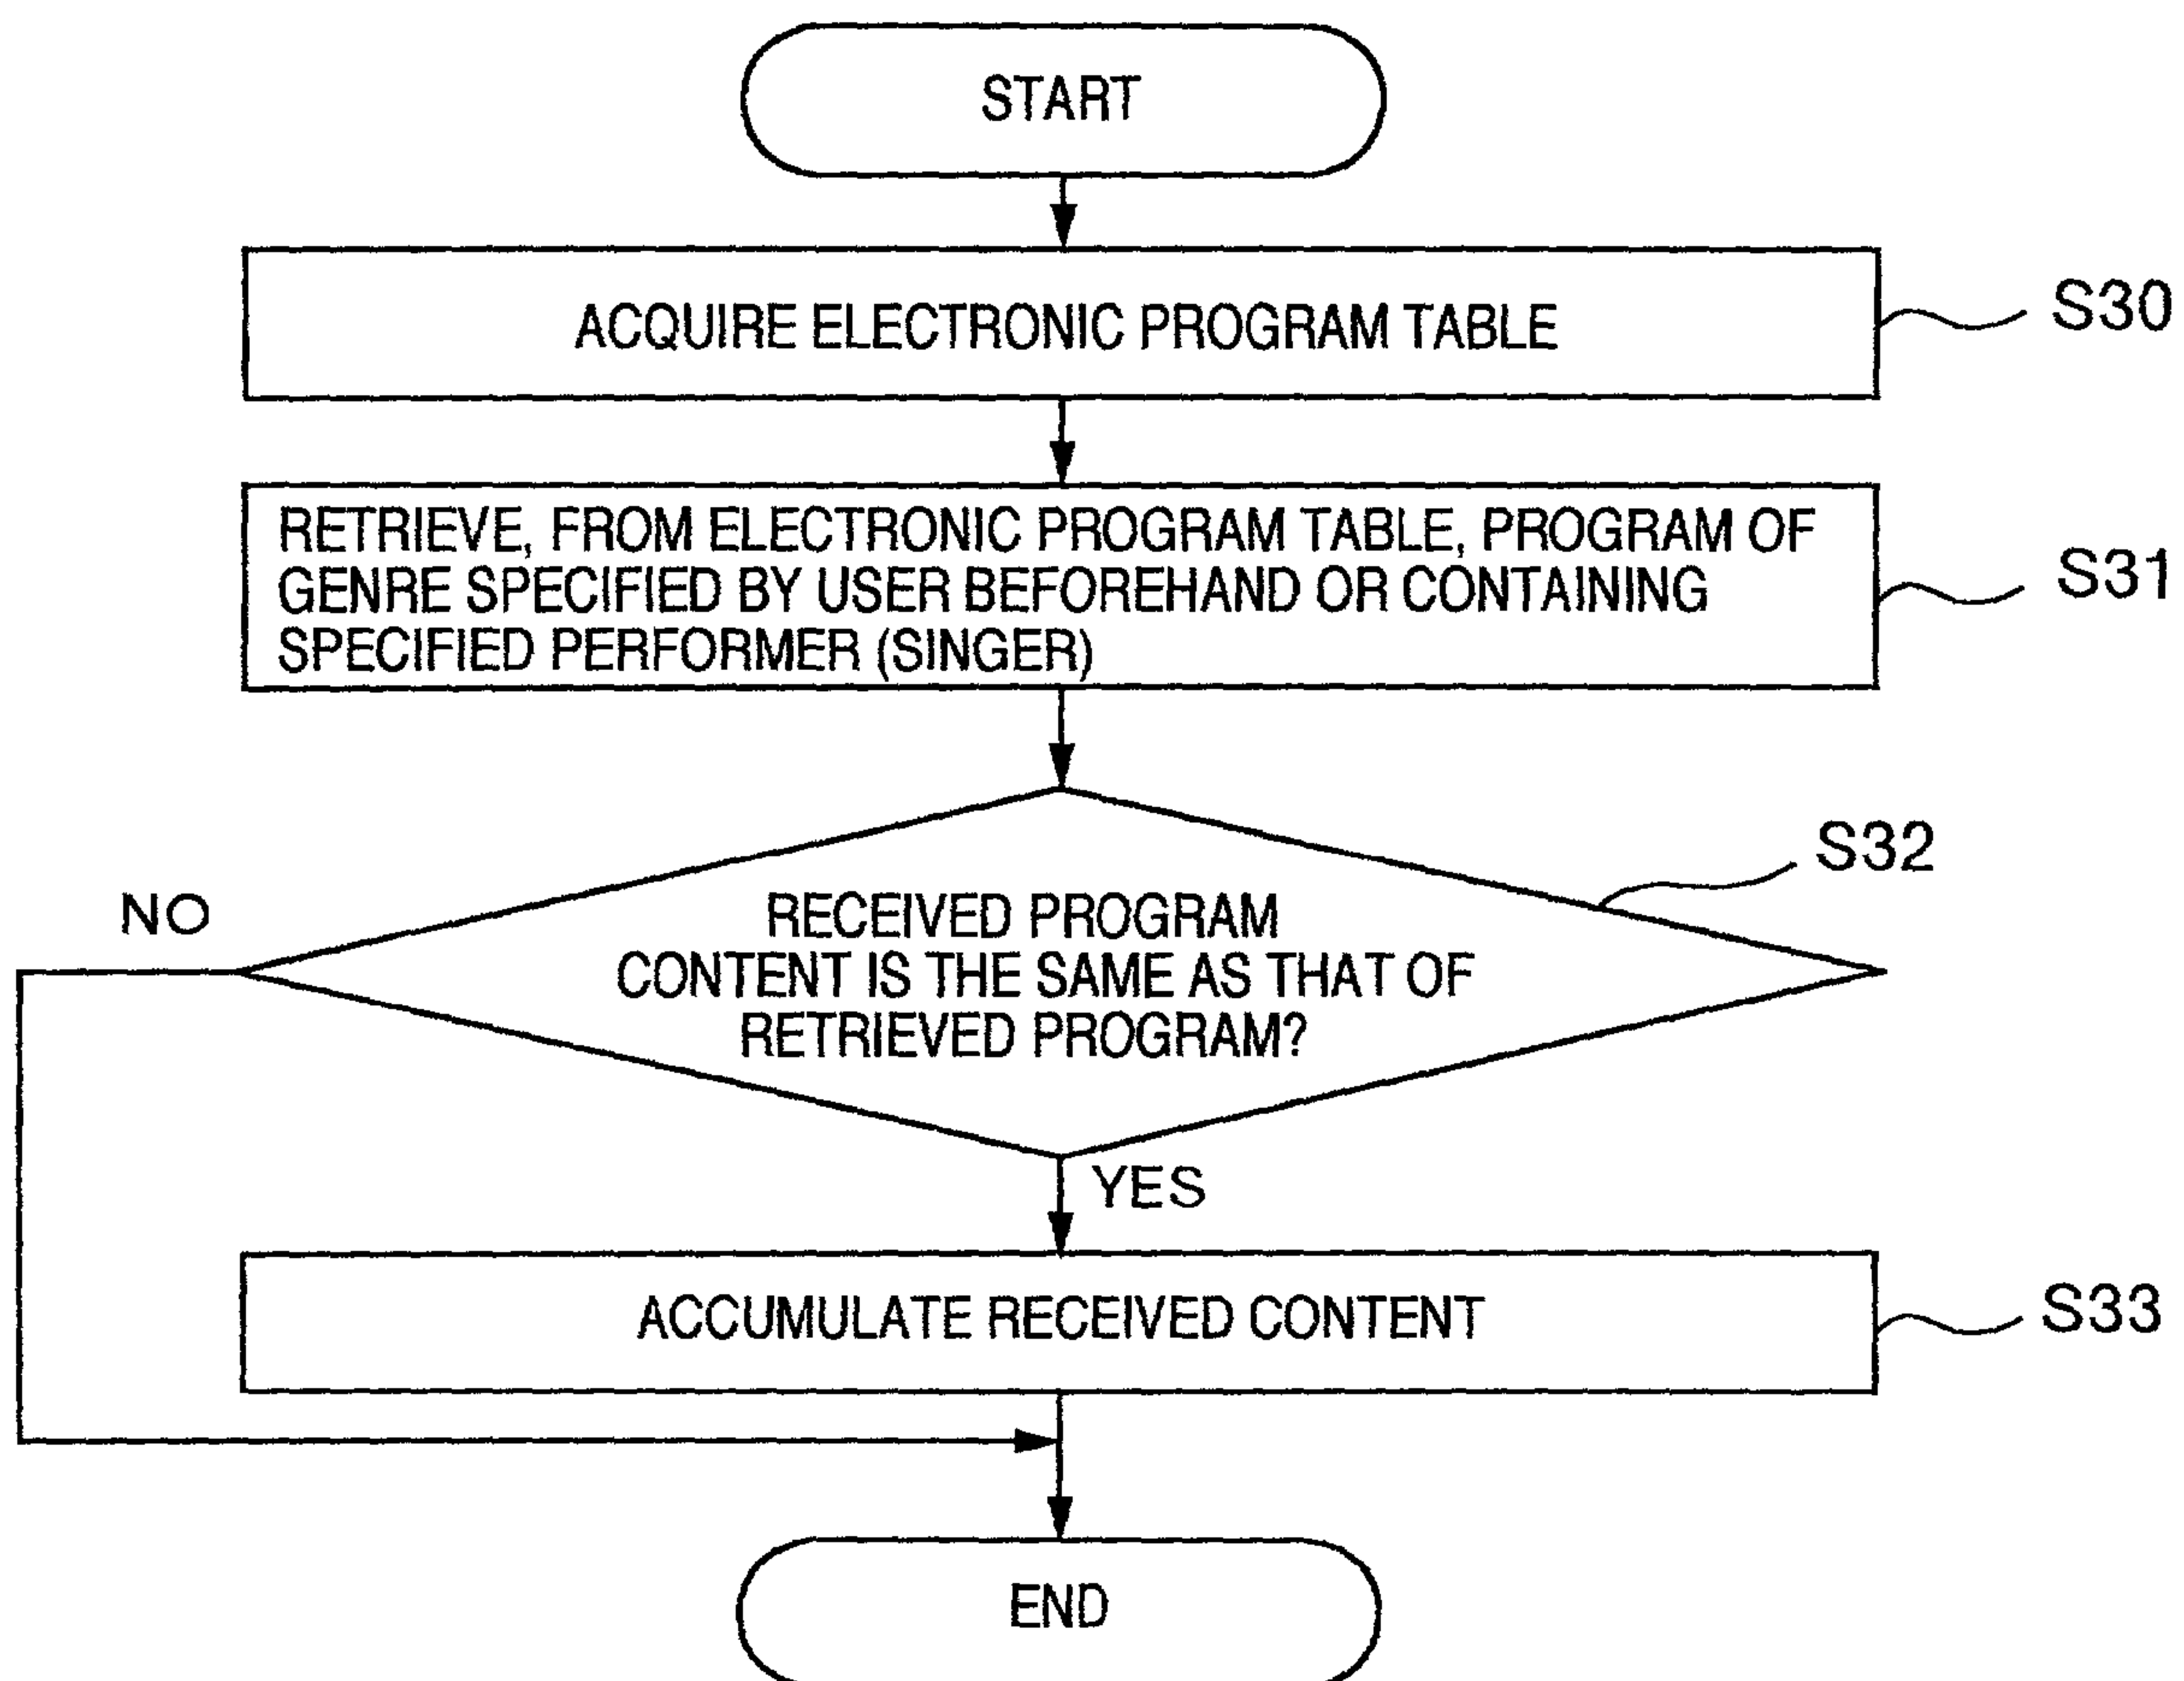 START
ACQUIRE ELECTRONIC PROGRAM TABLE
S30
RETRIEVE, FROM ELECTRONIC PROGRAM TABLE, PROGRAM OF
GENRE SPECIFIED BY USER BEFOREHAND OR CONTAINING
SPECIFIED PERFORMER (SINGER)
S31
S32
NO
RECEIVED PROGRAM
CONTENT IS THE SAME AS THAT OF
RETRIEVED PROGRAM?
YES
ACCUMULATE RECEIVED CONTENT
S33
END